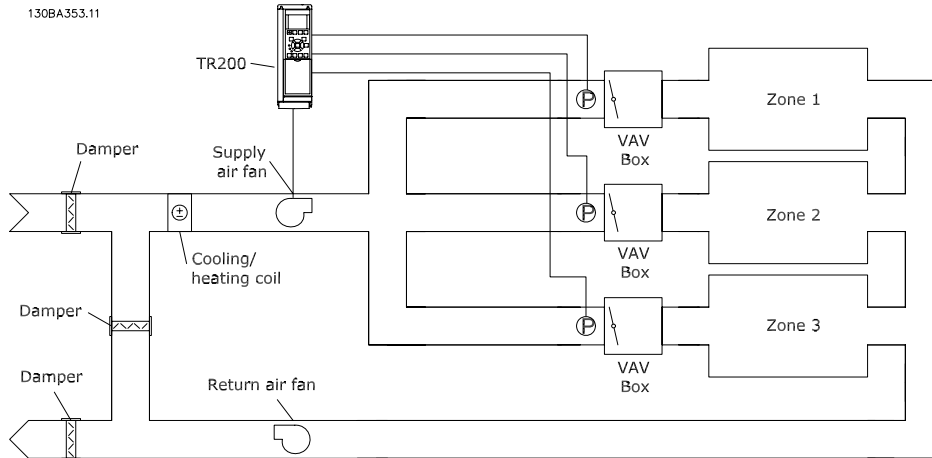 130BA353.11
TR200
Damper
Supply
air fan
Cooling/
heating coil
Damper
Damper
Return air fan
P
VAV
Box
Zone 1
P
VAV
Box
Zone 2
P
VAV
Box
Zone 3